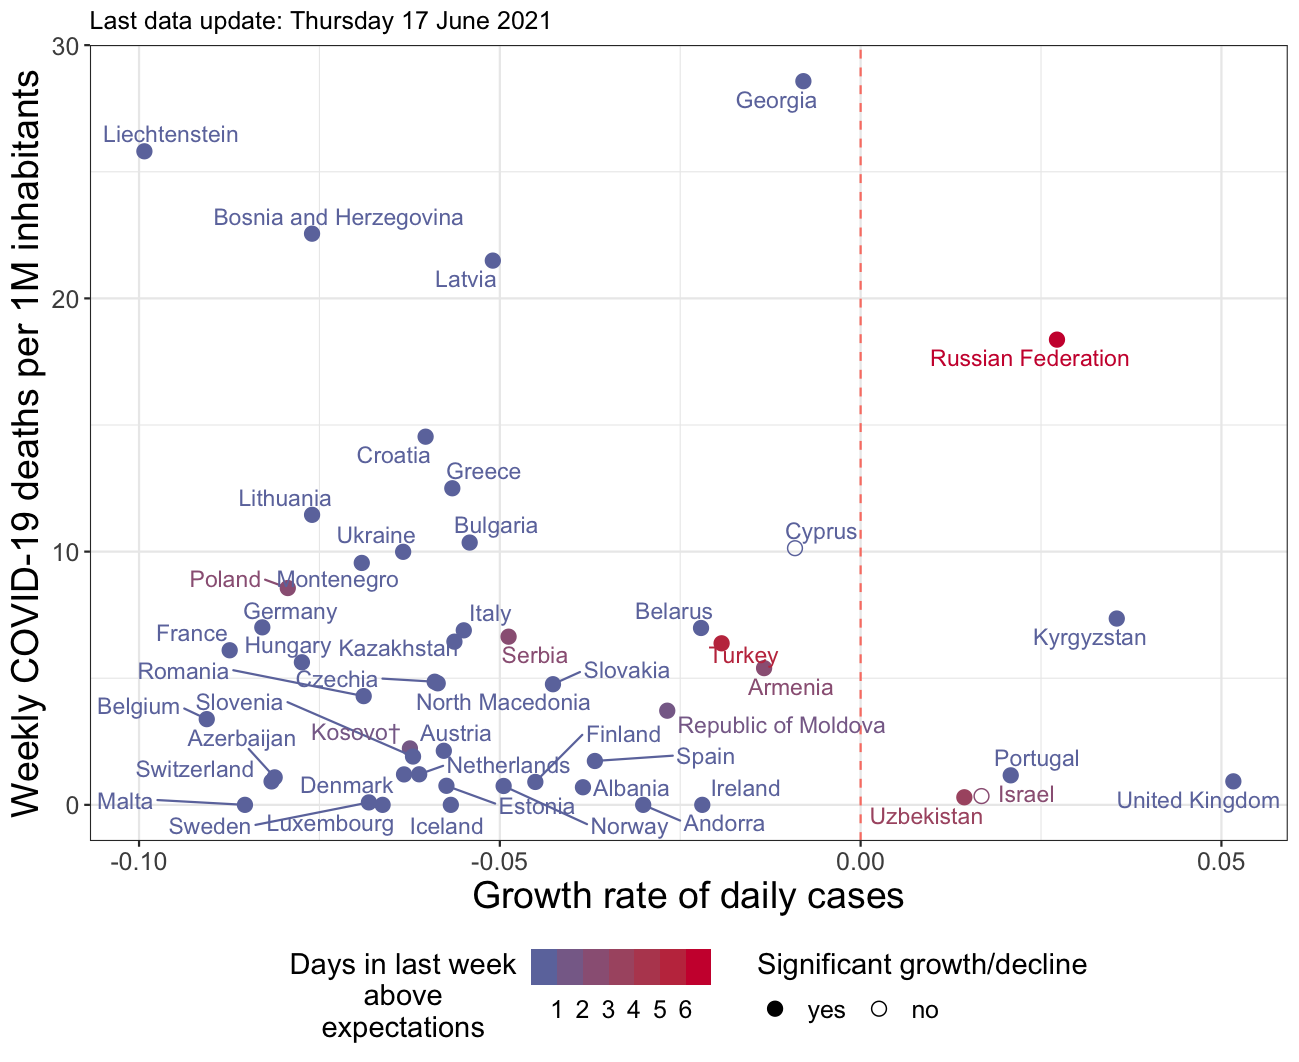 Last data update: Thursday 17 June 2021
30
Georgia
Liechtenstein
Bosnia and Herzegovina
Latvia
20
Russian Federation
Croatia
Greece
Lithuania
Bulgaria
Ukraine
Cyprus
10
Montenegro
Poland
Germany
Italy
Belarus
France
Hungary
Kazakhstan
Serbia
Turkey
Kyrgyzstan
Romania
Czechia
Slovakia
Armenia
Belgium
Slovenia
North Macedonia
Republic of Moldova
Kosovo†
Austria
Finland
Azerbaijan
Switzerland
Netherlands
Spain
Portugal
Denmark
Albania
Ireland
Israel
United Kingdom
Malta
0
Estonia
Uzbekistan
Sweden
Luxembourg
Iceland
Norway
Andorra
-0.10
-0.05
0.00
0.05
Weekly COVID-19 deaths per 1M inhabitants
Growth rate of daily cases
Days in last week
above
expectations
1 2 3 4 5 6
Significant growth/decline
yes
no